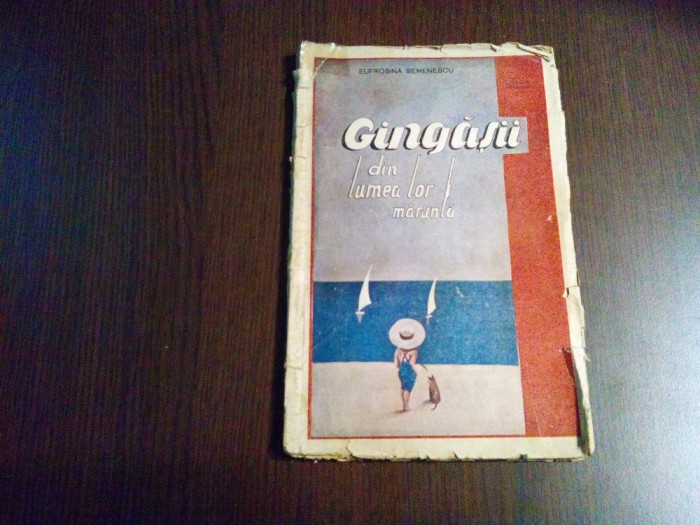 EUFROSINA SEMENESCU
Gingășii
din
lumea lor
măruntă